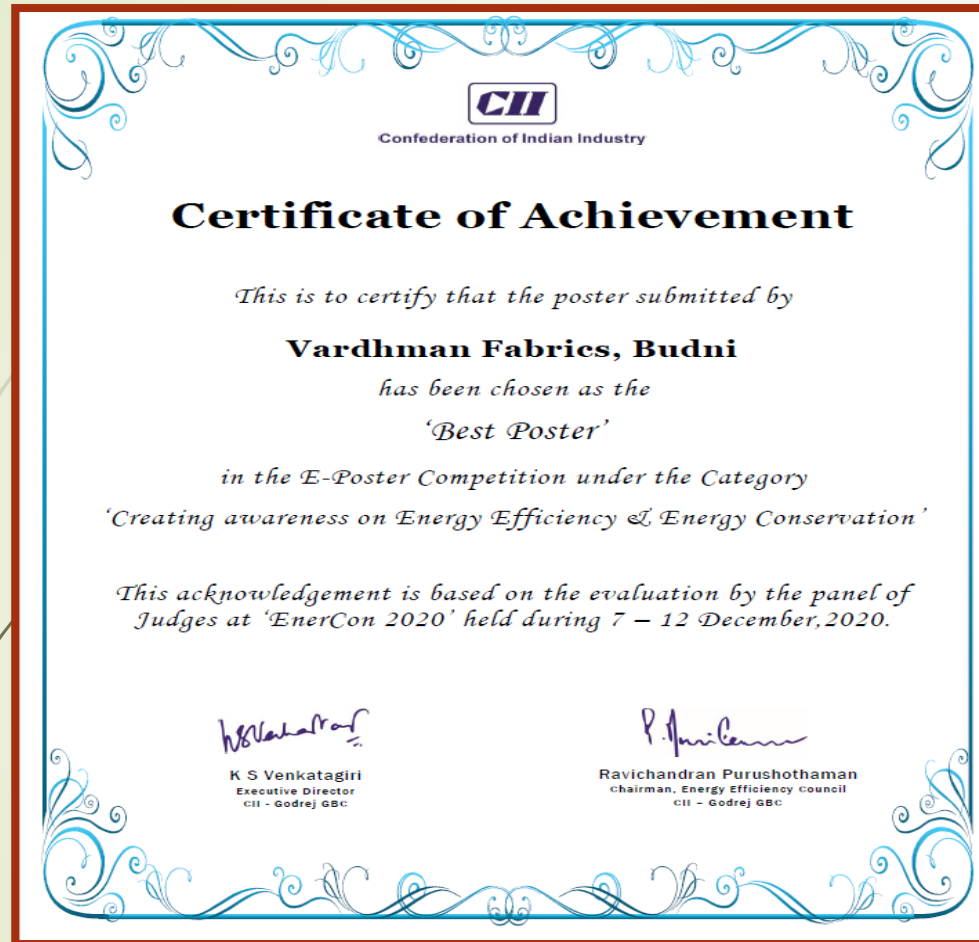 CII
Confederation of Indian Industry
Certificate of Achievement
This is to certify that the poster submitted by
Vardhman Fabrics, Budni
has been chosen as the
‘Best Poster’
in the E-Poster Competition under the Category
‘Creating awareness on Energy Efficiency & Energy Conservation’
This acknowledgement is based on the evaluation by the panel of
Judges at ‘EnerCon 2020’ held during 7 – 12 December,2020.
K S Venkatagiri
Executive Director
CII - Godrej GBC
Ravichandran Purushothaman
Chairman, Energy Efficiency Council
CII – Godrej GBC